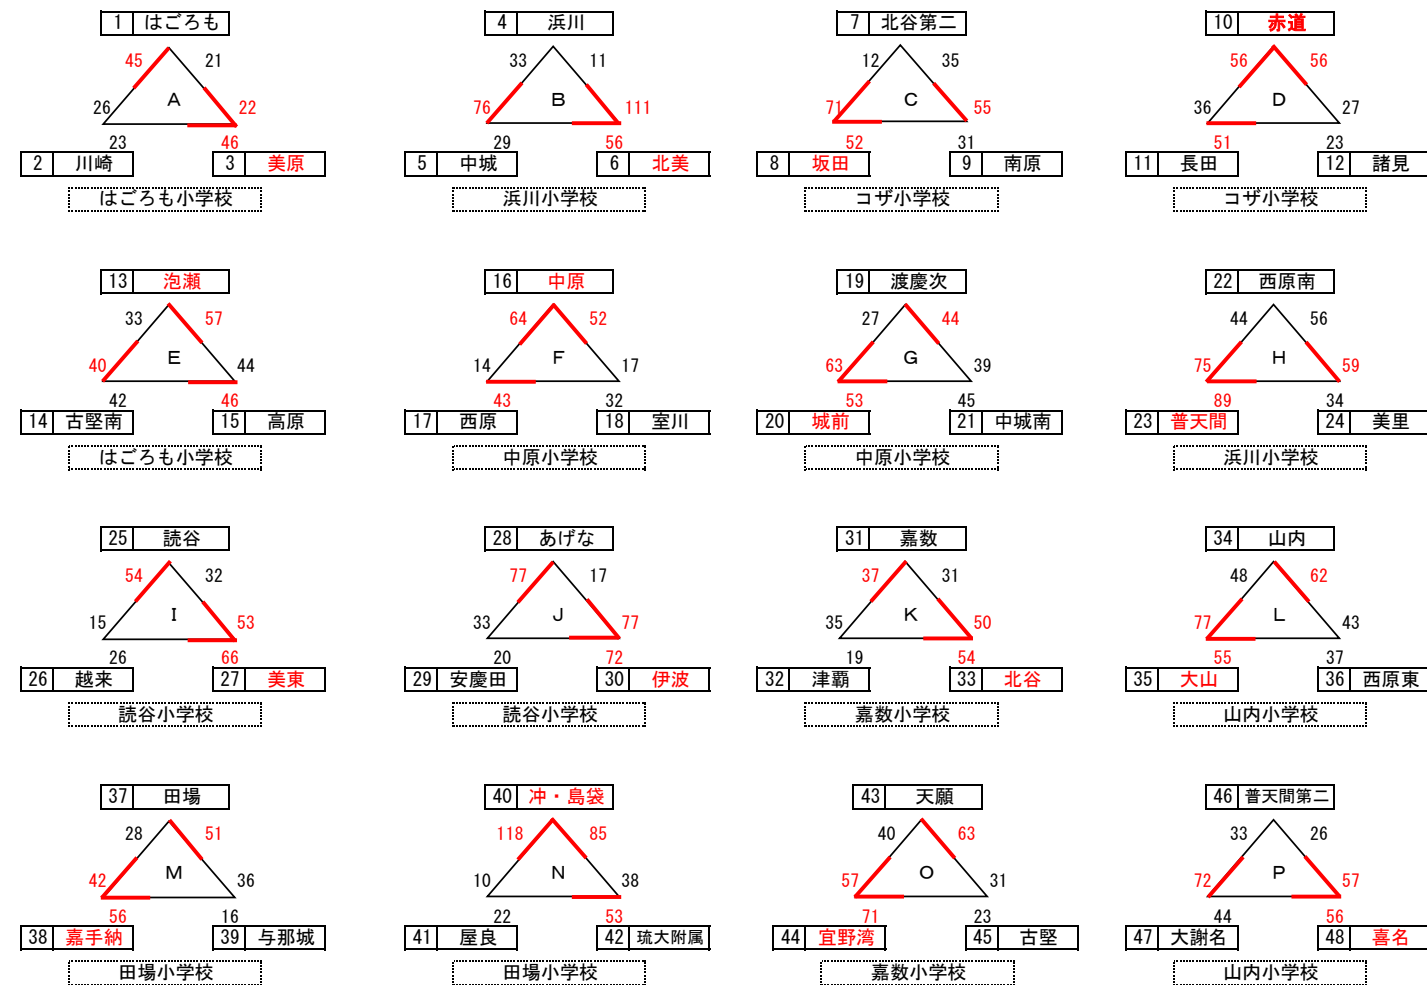 1 はごろも 4 浜川 7 北谷第二 10 赤道
45 21 33 11 12 35 56 56
A B C D
26 22 76 111 71 55 36 27
23 46 29 56 52 31 51 23
2 川崎 3 美原 5 中城 6 北美 8 坂田 9 南原 11 長田 12 諸見
はごろも小学校 浜川小学校 コザ小学校 コザ小学校
13 泡瀬 16 中原 19 渡慶次 22 西原南
33 57 64 52 27 44 44 56
E F G H
40 44 14 17 63 39 75 59
42 46 43 32 53 45 89 34
14 古堅南 15 高原 17 西原 18 室川 20 城前 21 中城南 23 普天間 24 美里
はごろも小学校 中原小学校 中原小学校 浜川小学校
25 読谷 28 あげな 31 嘉数 34 山内
54 32 77 17 37 31 48 62
I J K L
15 53 33 77 35 50 77 43
26 66 20 72 19 54 55 37
26 越来 27 美東 29 安慶田 30 伊波 32 津覇 33 北谷 35 大山 36 西原東
読谷小学校 読谷小学校 嘉数小学校 山内小学校
37 田場 40 冲・島袋 43 天願 46 普天間第二
28 51 118 85 40 63 33 26
M N O P
42 36 10 38 57 31 72 57
56 16 22 53 71 23 44 56
38 嘉手納 39 与那城 41 屋良 42 琉大附属 44 宜野湾 45 古堅 47 大謝名 48 喜名
田場小学校 田場小学校 嘉数小学校 山内小学校